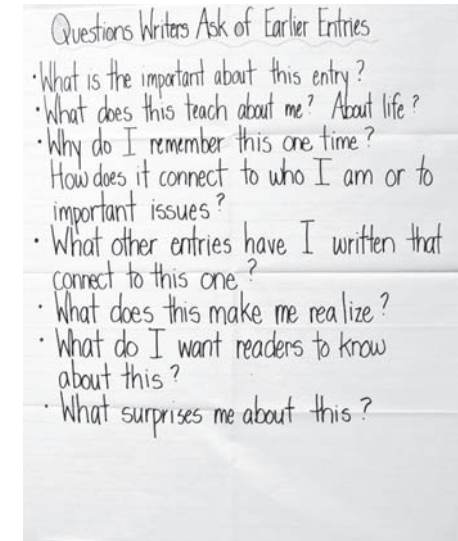 Questions Writers Ask of Earlier Entries
· What is the important about this entry?
· What does this teach about me? About life?
· Why do I remember this one time?
How does it connect to who I am or to
important issues?
· What other entries have I written that
connect to this one?
· What does this make me realize?
· What do I want readers to know
about this?
· What surprises me about this?